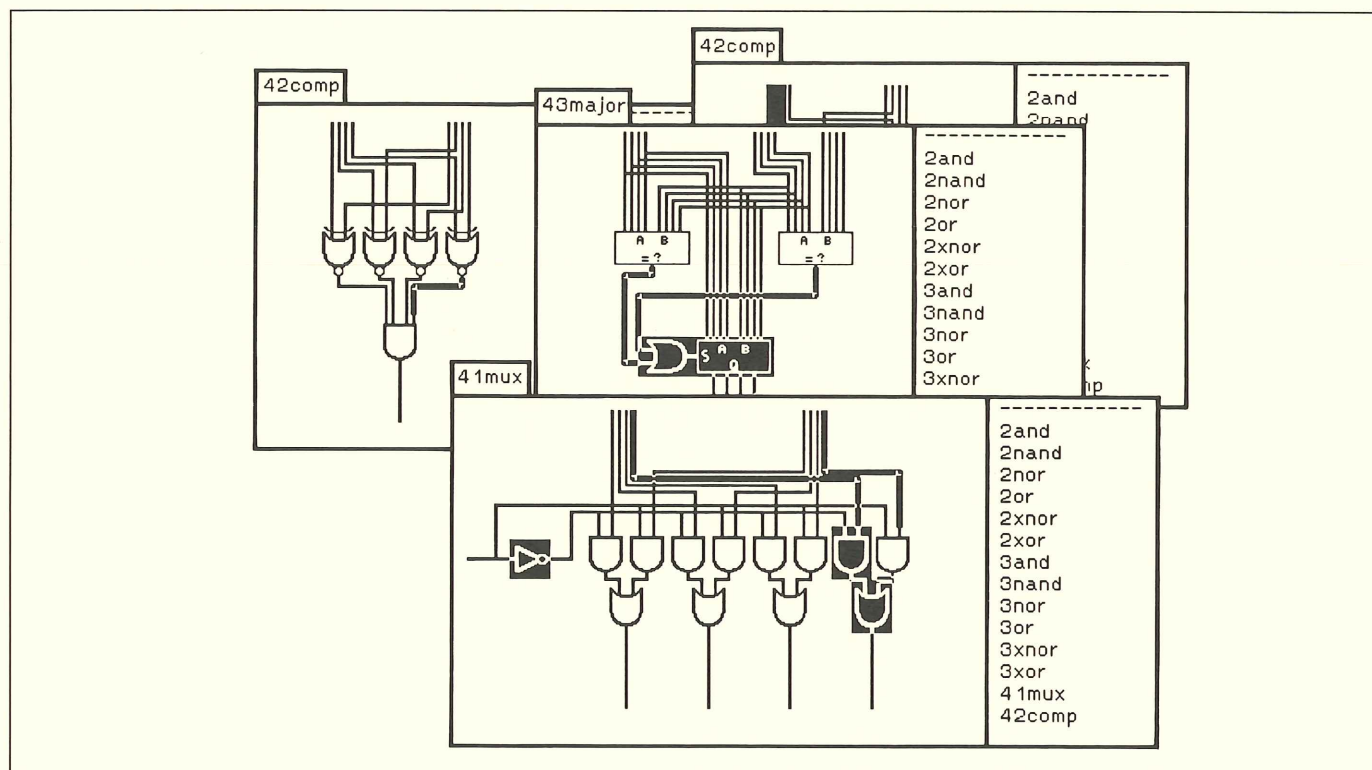 42comp
- - - - - - - - - - - - - -
2and
2nand
42comp
43major
- - - - -
- - - - - - - - - - - - - -
2and
2nand
2nor
2or
2xnor
2xor
3and
3nand
3nor
3or
3xnor
A B
= ?
A B
= ?
S A B
Q
41mux
- - - - - - - - - - - - - -
2and
2nand
2nor
2or
2xnor
2xor
3and
3nand
3nor
3or
3xnor
3xor
41mux
42comp